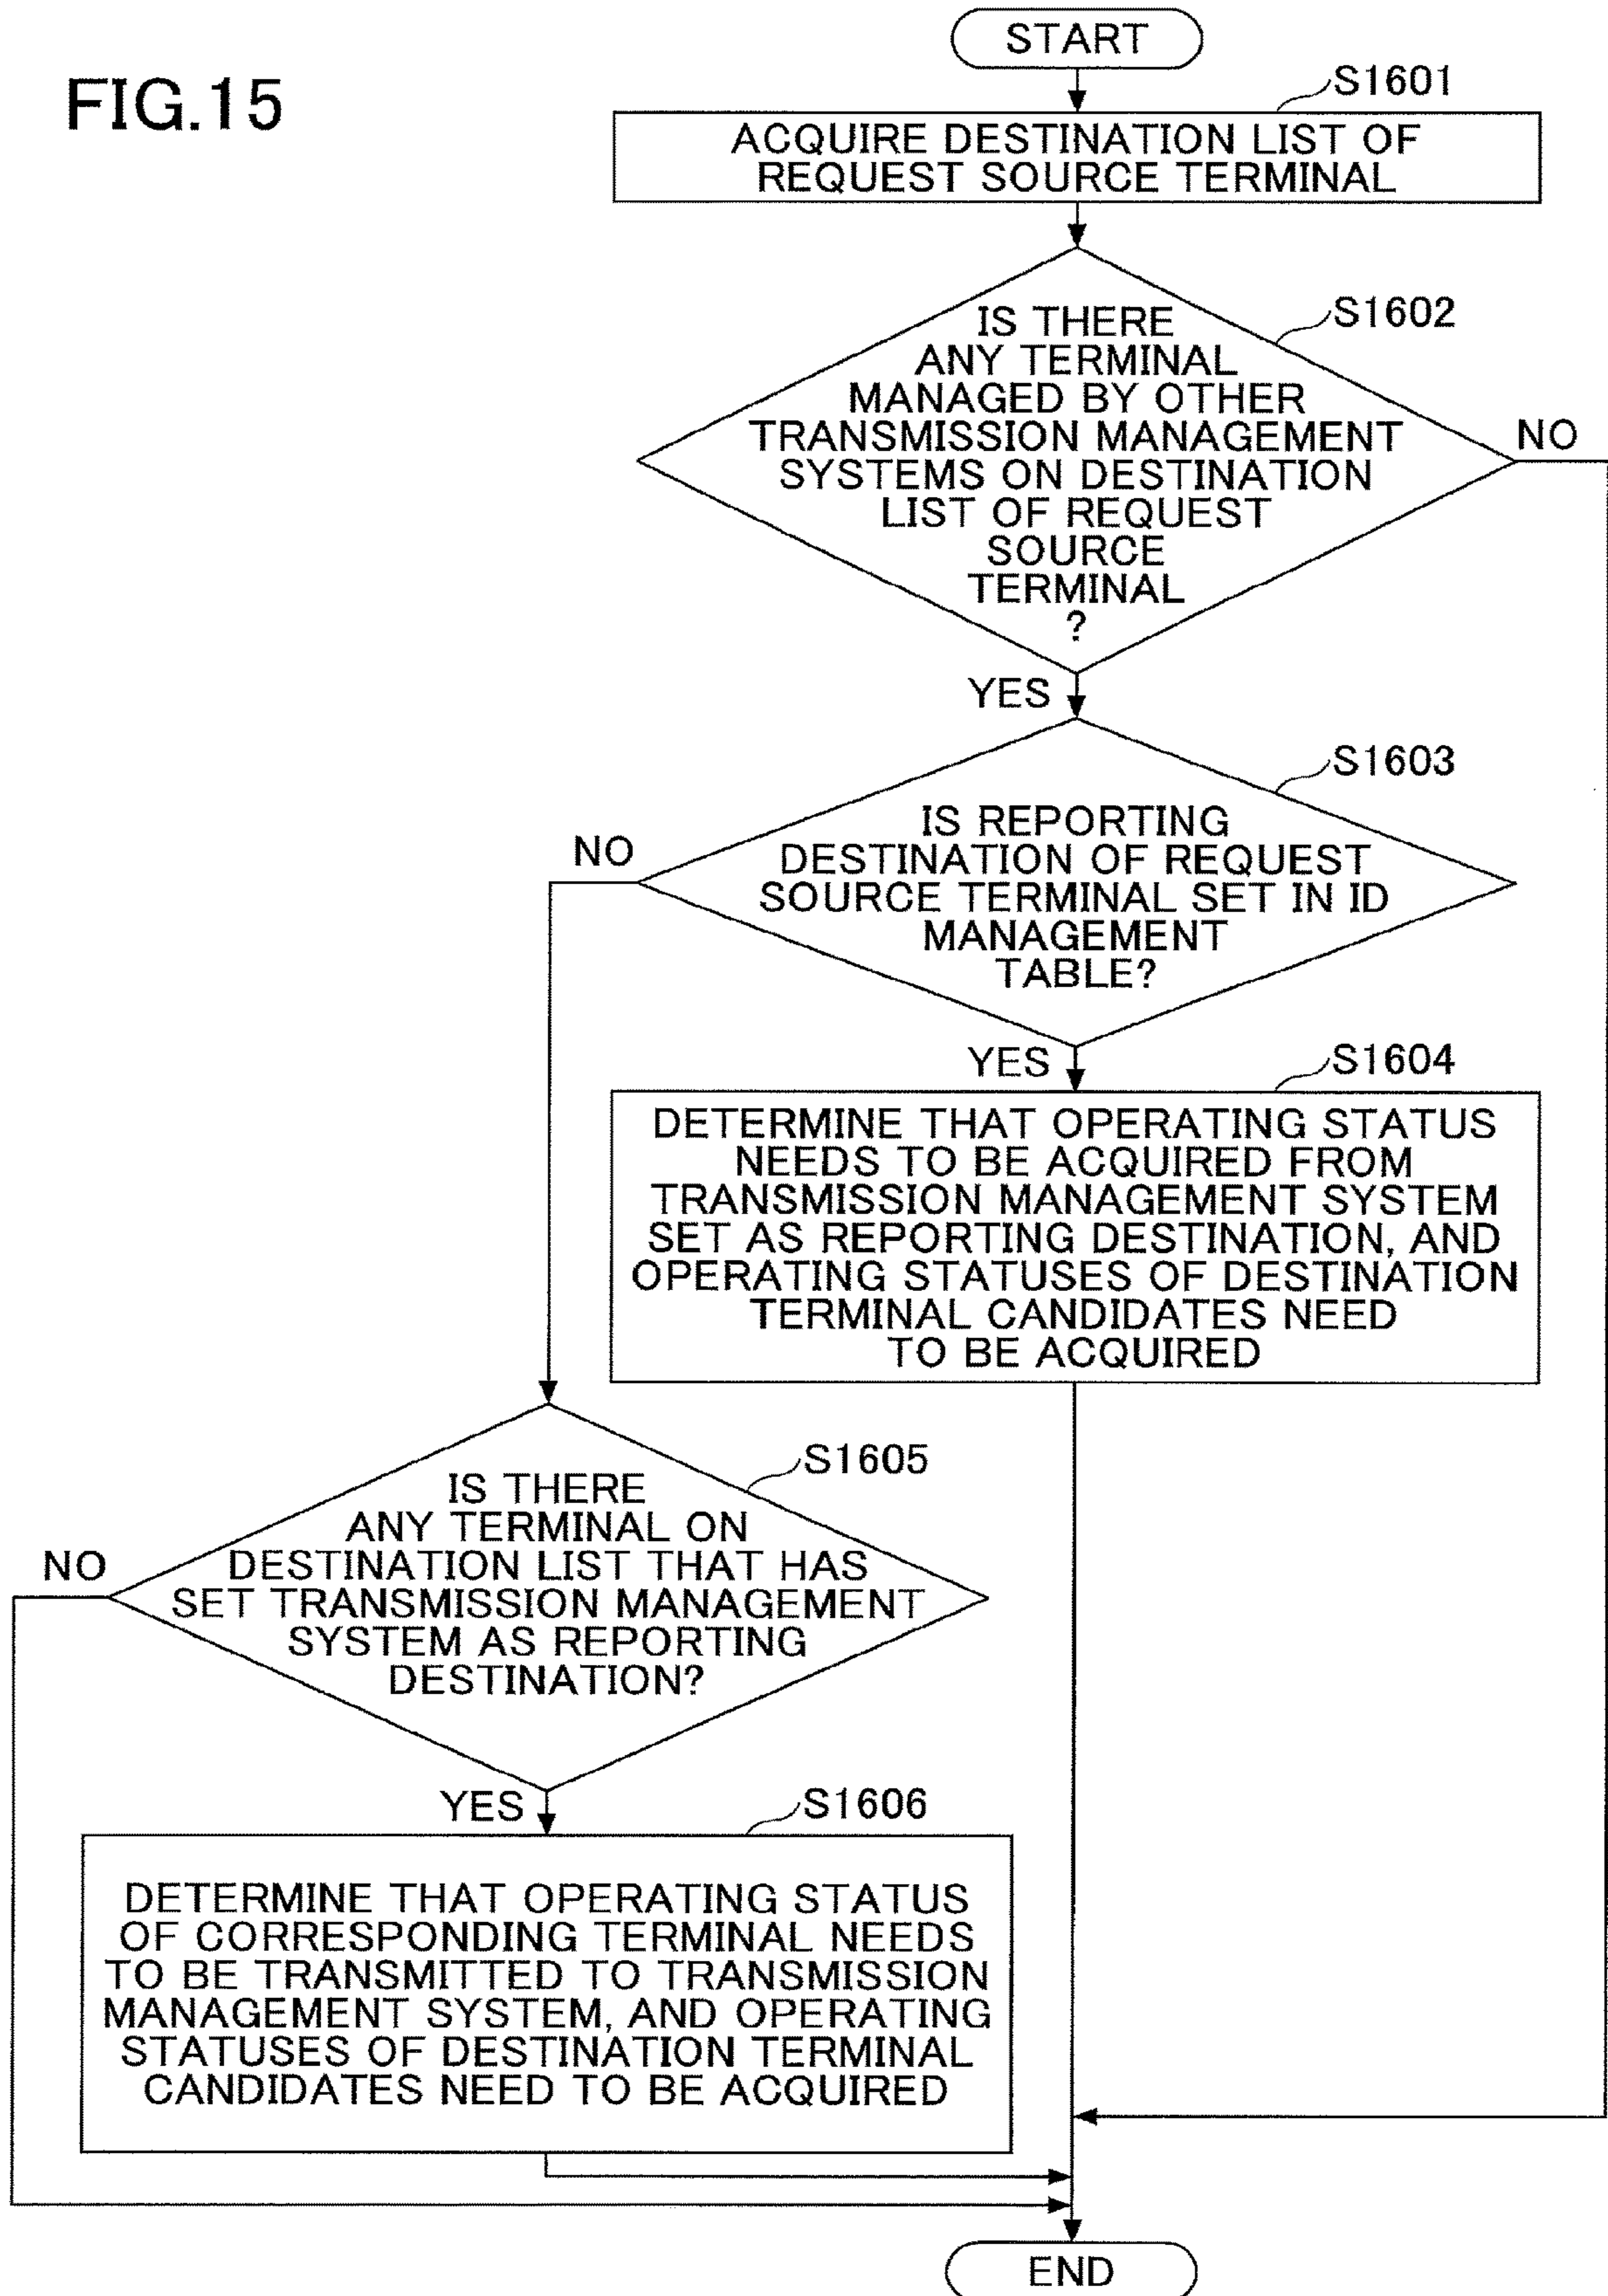 FIG.15
START
S1601
ACQUIRE DESTINATION LIST OF
REQUEST SOURCE TERMINAL
S1602
IS THERE
ANY TERMINAL
MANAGED BY OTHER
TRANSMISSION MANAGEMENT
SYSTEMS ON DESTINATION
LIST OF REQUEST
SOURCE
TERMINAL
?
NO
YES
S1603
IS REPORTING
DESTINATION OF REQUEST
SOURCE TERMINAL SET IN ID
MANAGEMENT
TABLE?
NO
YES
S1604
DETERMINE THAT OPERATING STATUS
NEEDS TO BE ACQUIRED FROM
TRANSMISSION MANAGEMENT SYSTEM
SET AS REPORTING DESTINATION, AND
OPERATING STATUSES OF DESTINATION
TERMINAL CANDIDATES NEED
TO BE ACQUIRED
S1605
IS THERE
ANY TERMINAL ON
DESTINATION LIST THAT HAS
SET TRANSMISSION MANAGEMENT
SYSTEM AS REPORTING
DESTINATION?
NO
YES
S1606
DETERMINE THAT OPERATING STATUS
OF CORRESPONDING TERMINAL NEEDS
TO BE TRANSMITTED TO TRANSMISSION
MANAGEMENT SYSTEM, AND OPERATING
STATUSES OF DESTINATION TERMINAL
CANDIDATES NEED TO BE ACQUIRED
END